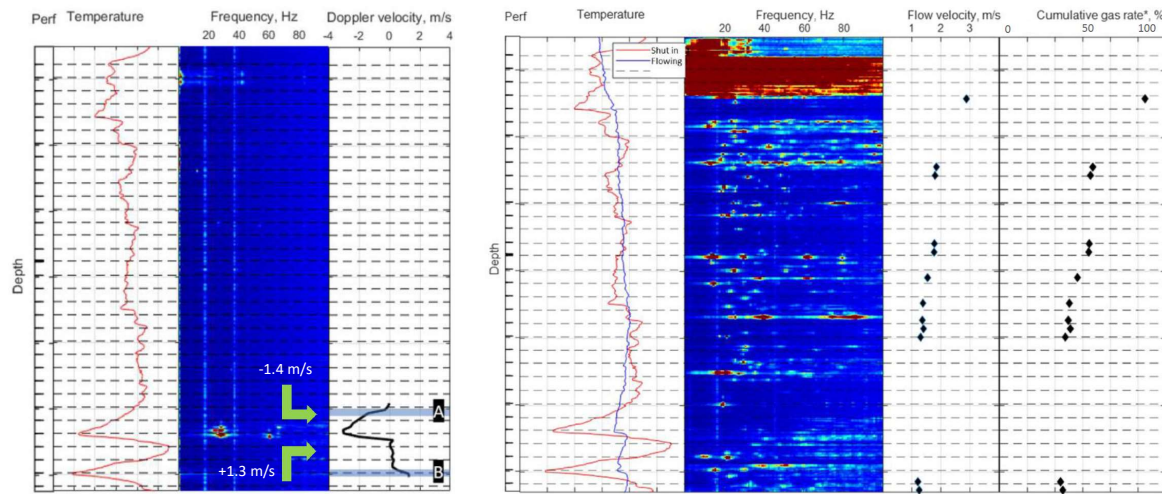 Perf Temperature Frequency, Hz Doppler velocity, m/s
20 40 60 80 -4 -2 0 2 4
Depth
-1.4 m/s
A
+1.3 m/s
B
Perf Temperature Frequency, Hz Flow velocity, m/s Cumulative gas rate*, %
20 40 60 80 1 2 3 0 50 100
Shut in
Flowing
Depth